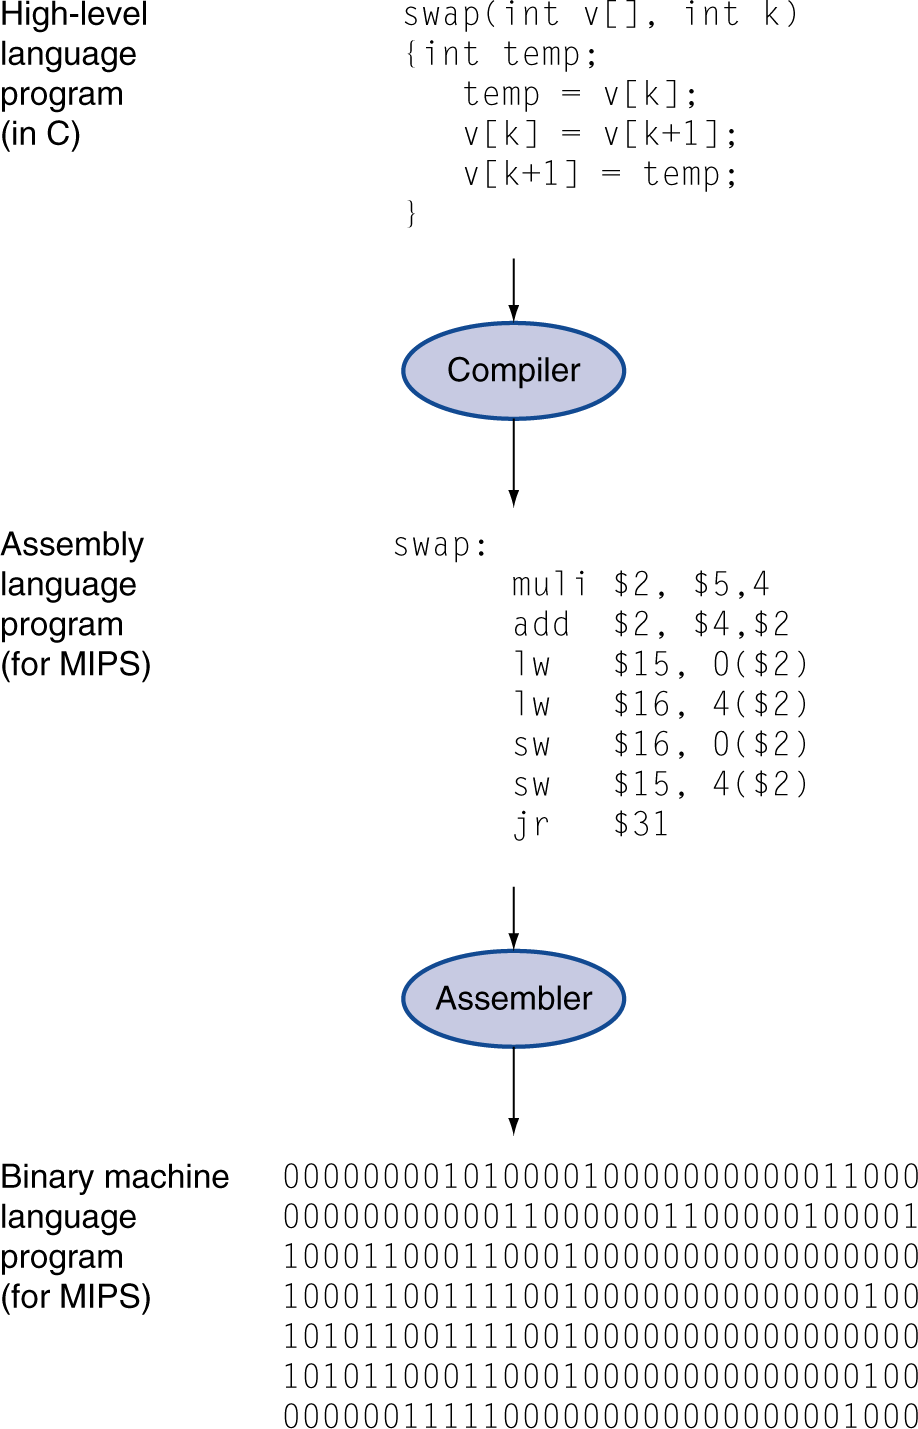 High-level
language
program
(in C)
swap(int v[], int k)
{int temp;
temp = v[k];
v[k] = v[k+1];
v[k+1] = temp;
}
Compiler
Assembly
language
program
(for MIPS)
swap:
muli $2, $5,4
add $2, $4,$2
lw $15, 0($2)
lw $16, 4($2)
sw $16, 0($2)
sw $15, 4($2)
jr $31
Assembler
Binary machine
language
program
(for MIPS)
00000000101000010000000000011000
00000000000110000001100000100001
10001100011000100000000000000000
10001100111100100000000000000100
10101100111100100000000000000000
10101100011000100000000000000100
00000011111000000000000000001000